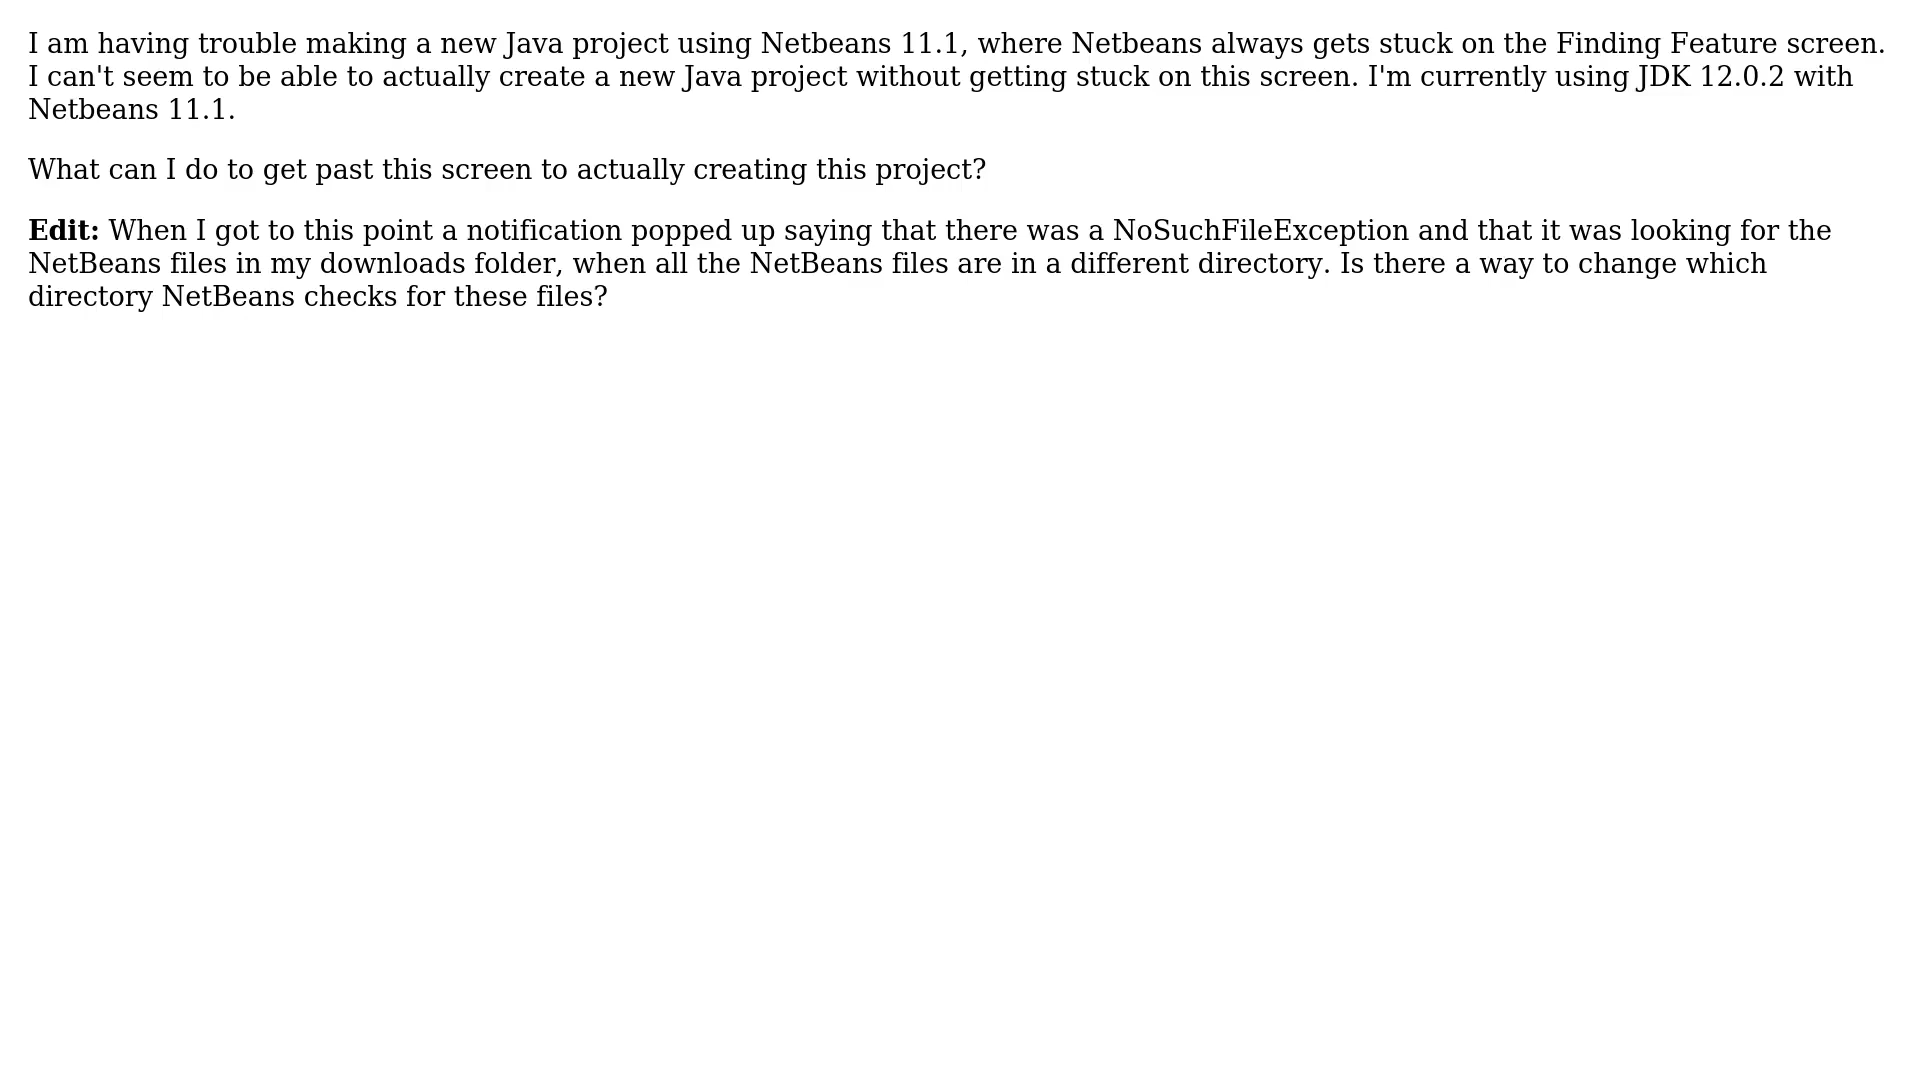 I am having trouble making a new Java project using Netbeans 11.1, where Netbeans always gets stuck on the Finding Feature screen.
I can't seem to be able to actually create a new Java project without getting stuck on this screen. I'm currently using JDK 12.0.2 with
Netbeans 11.1.
What can I do to get past this screen to actually creating this project?
Edit: When I got to this point a notification popped up saying that there was a NoSuchFileException and that it was looking for the
NetBeans files in my downloads folder, when all the NetBeans files are in a different directory. Is there a way to change which
directory NetBeans checks for these files?